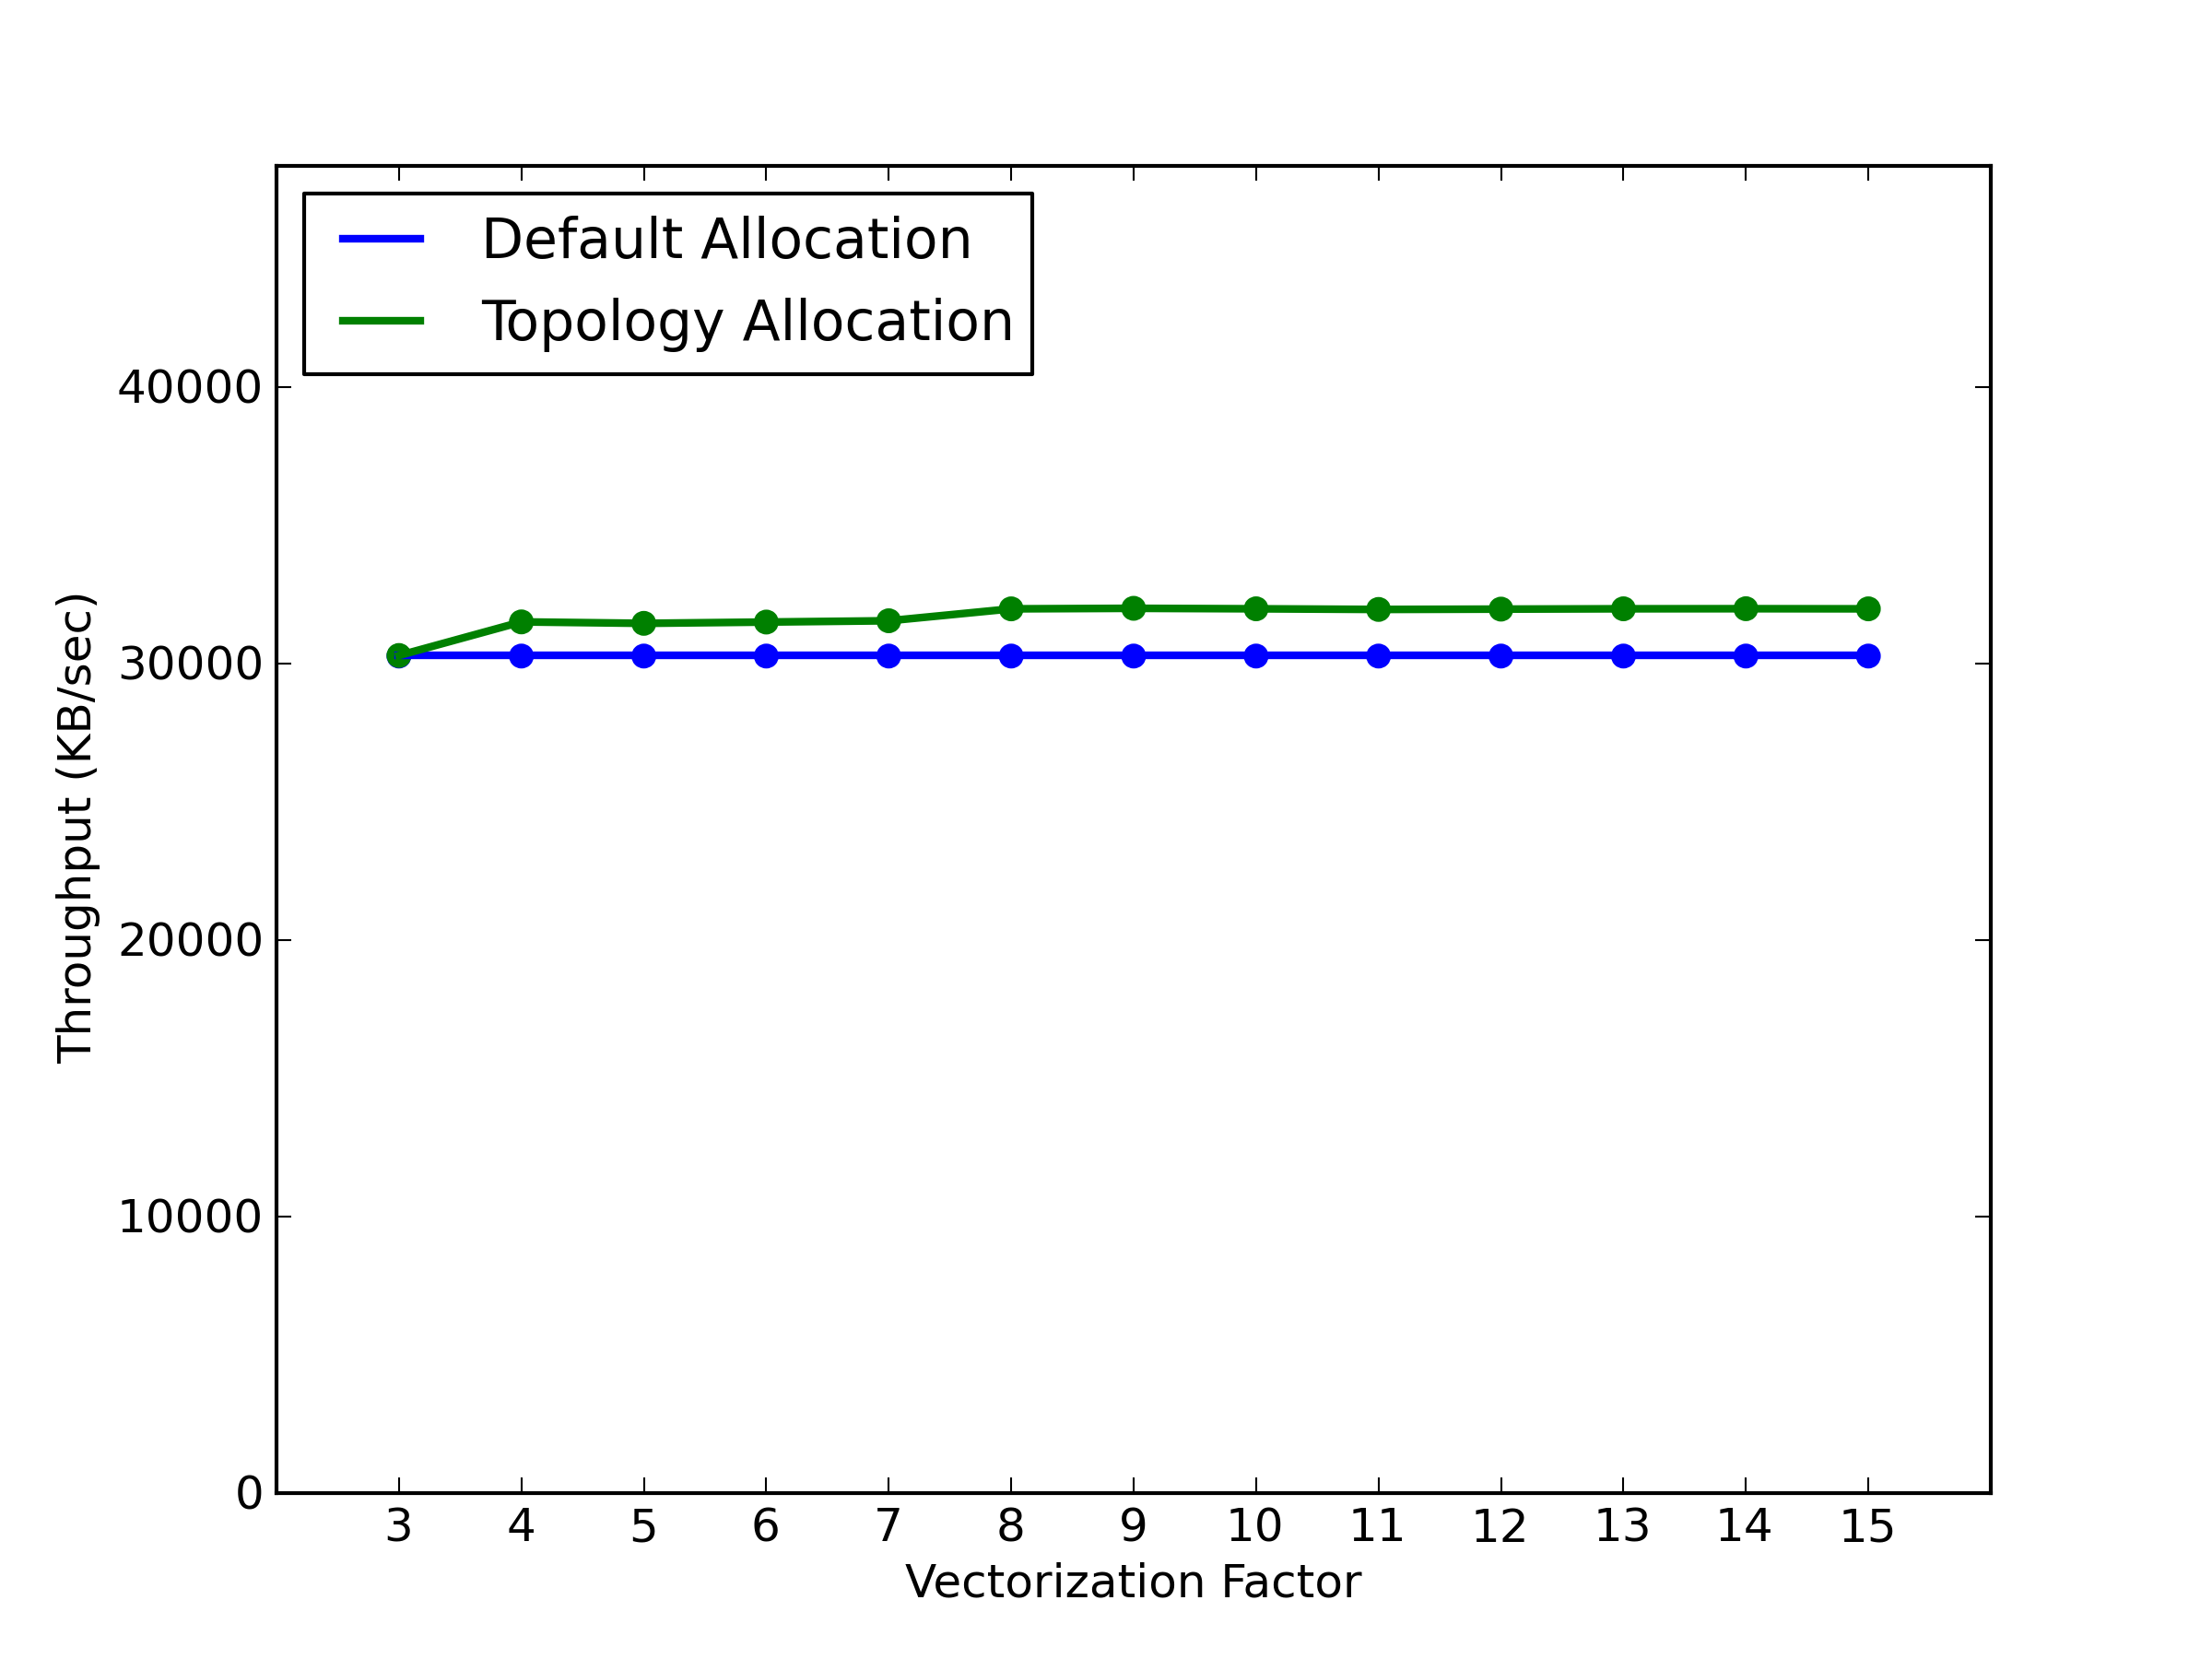 Default Allocation
Topology Allocation
40000
30000
20000
10000
0
3 4 5 6 7 8 9 10 11 12 13 14 15
Vectorization Factor
Throughput (KB/sec)